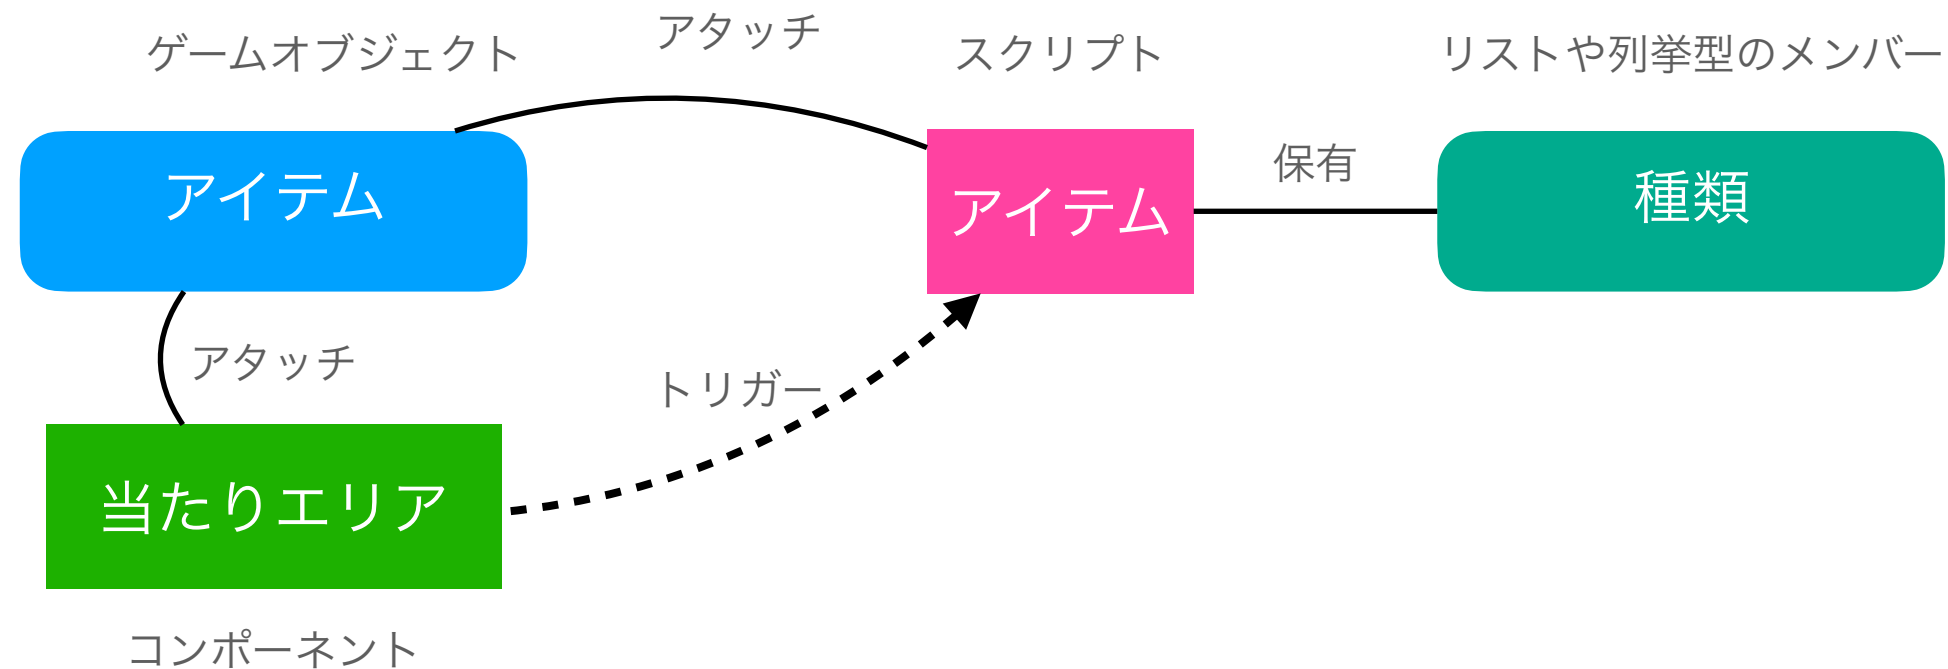 ゲームオブジェクト
アタッチ
スクリプト
リストや列挙型のメンバー
アイテム
アイテム
保有
種類
アタッチ
トリガー
当たりエリア
コンポーネント